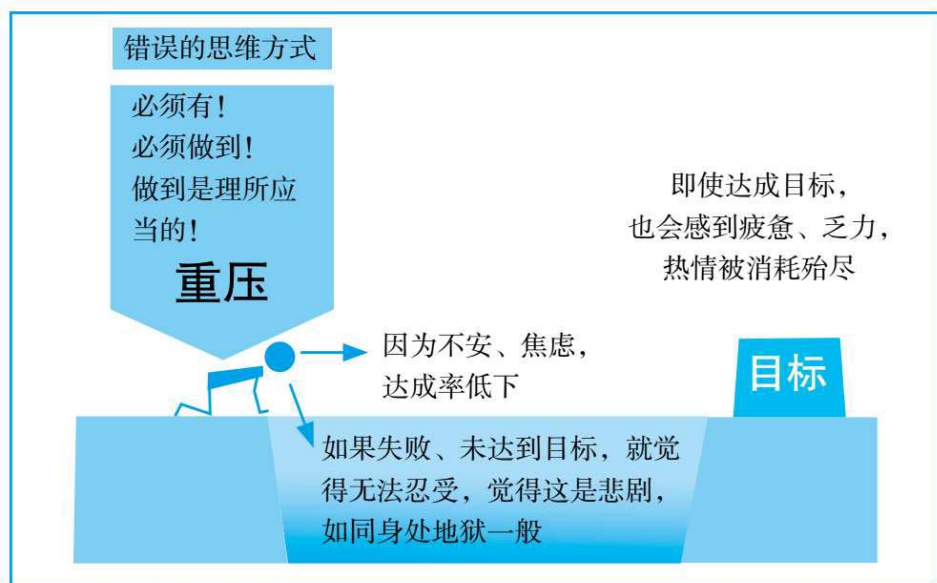 错误的思维方式
必须有！
必须做到！
做到是理所应
当的！
重压
即使达成目标，
也会感到疲惫、乏力，
热情被消耗殆尽
因为不安、焦虑，
达成率低下
目标
如果失败、未达到目标，就觉
得无法忍受，觉得这是悲剧，
如同身处地狱一般